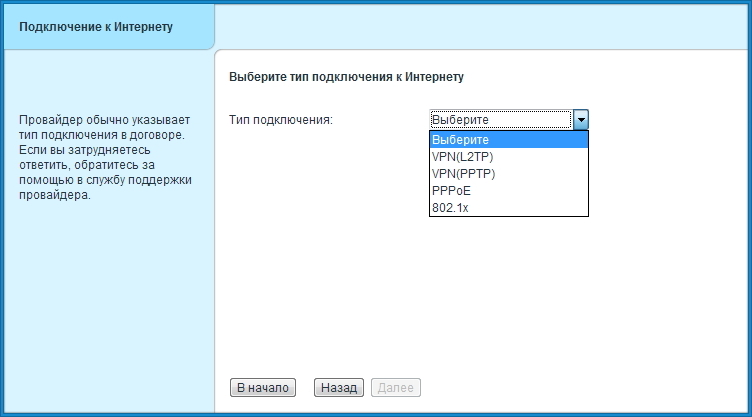 Подключение к Интернету
Провайдер обычно указывает
тип подключения в договоре.
Если вы затрудняетесь
ответить, обратитесь за
помощью в службу поддержки
провайдера.
Выберите тип подключения к Интернету
Тип подключения:
Выберите
Выберите
VPN(L2TP)
VPN(PPTP)
PPPoE
802.1x
В начало
Назад
Далее